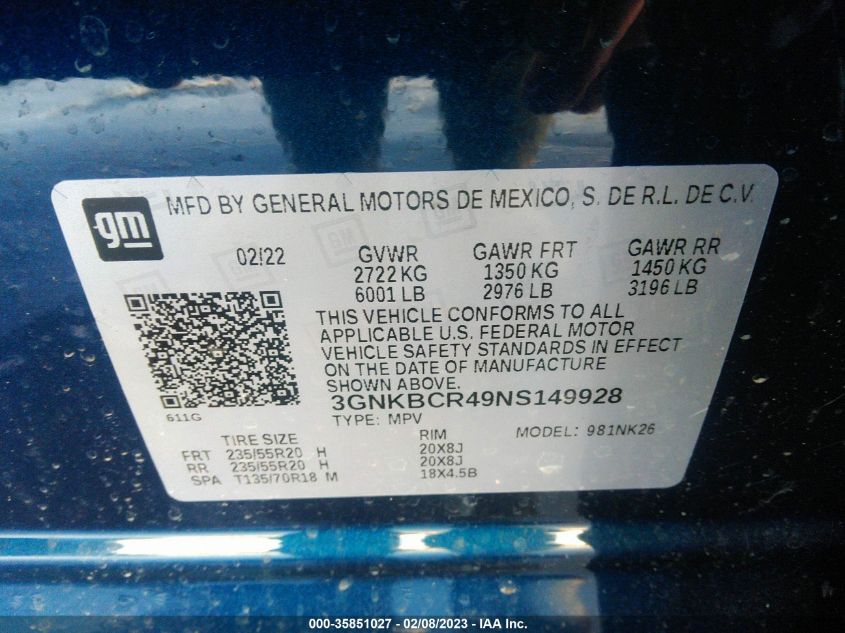 gm
MFD BY GENERAL MOTORS DE MEXICO, S. DE R.L. DE C.V.
02/22 GVWR GAWR FRT GAWR RR
2722 KG 1350 KG 1450 KG
6001 LB 2976 LB 3196 LB
THIS VEHICLE CONFORMS TO ALL
APPLICABLE U.S. FEDERAL MOTOR
VEHICLE SAFETY STANDARDS IN EFFECT
ON THE DATE OF MANUFACTURE
SHOWN ABOVE.
611G
3GNKBCR49NS149928
TYPE: MPV MODEL: 981NK26
TIRE SIZE RIM
FRT 235/55R20 H 20X8J
RR 235/55R20 H 20X8J
SPA T135/70R18 M 18X4.5B
000-35851027 - 02/08/2023 - IAA Inc.